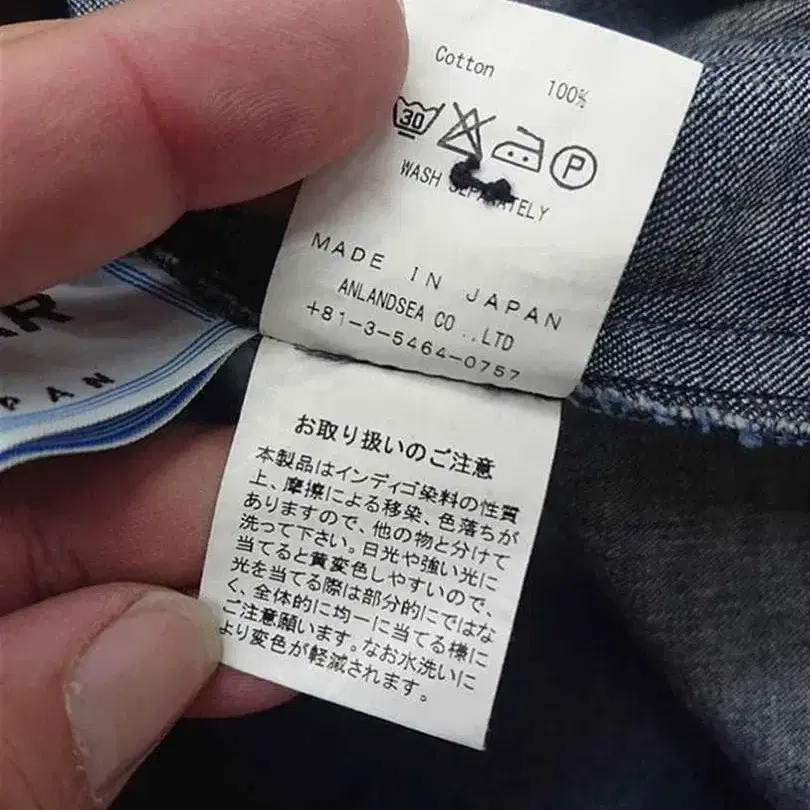 Cotton 100%
30 P
WASH SEPARATELY
MADE IN JAPAN
ANLANDSEA CO .,LTD
+81-3-5464-0757
お取り扱いのご注意
本製品はインディゴ染料の性質
上、摩擦による移染、色落ちが
ありますので、他の物と分けて
洗って下さい。日光や強い光に
当てると黄変色しやすいので、
光を当てる際は部分的にではな
く、全体的に均一に当てる様に
ご注意願います。なお水洗いに
より変色が軽減されます。